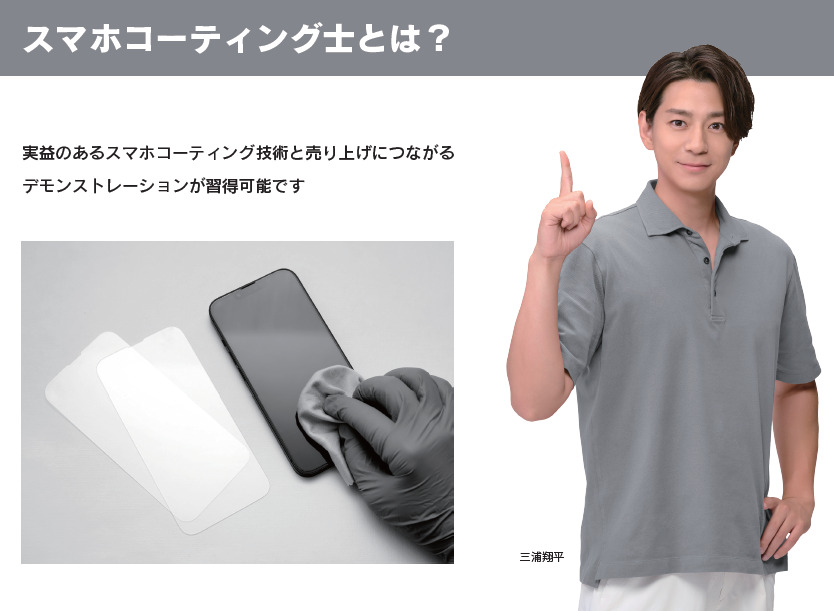 スマホコーティング士とは？
実益のあるスマホコーティング技術と売り上げにつながる
デモンストレーションが習得可能です
三浦翔平